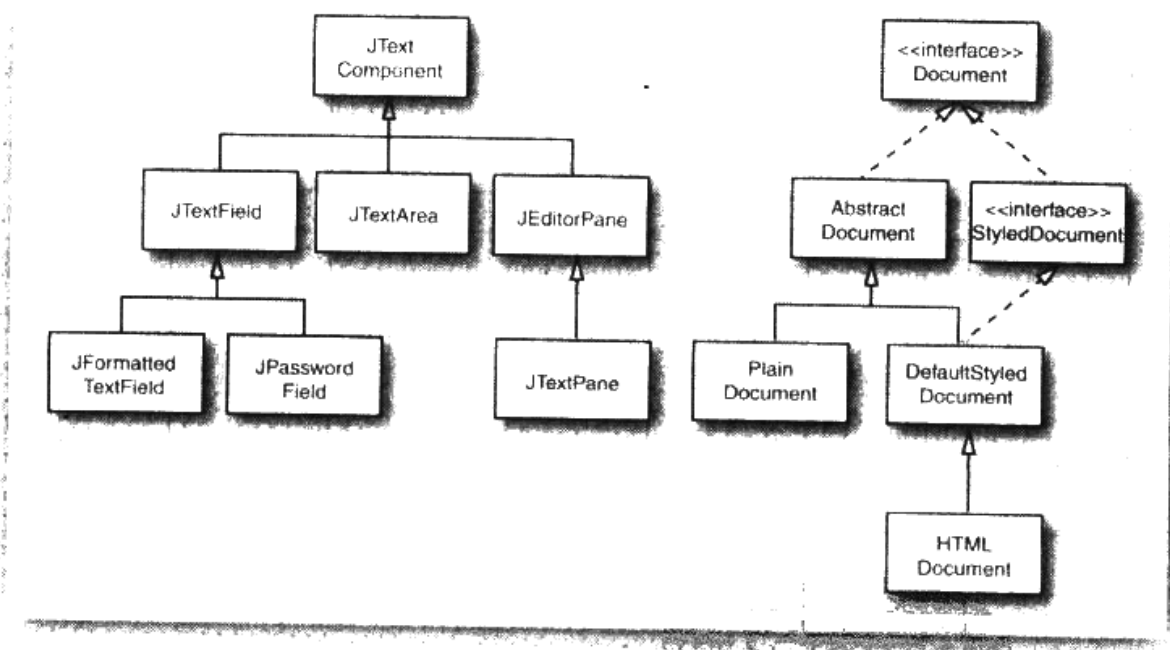 JText
Component
<<interface>>
Document
JTextField
JTextArea
JEditorPane
Abstract
Document
<<interface>>
StyledDocument
JFormatted
TextField
JPassword
Field
JTextPane
Plain
Document
DefaultStyled
Document
HTML
Document